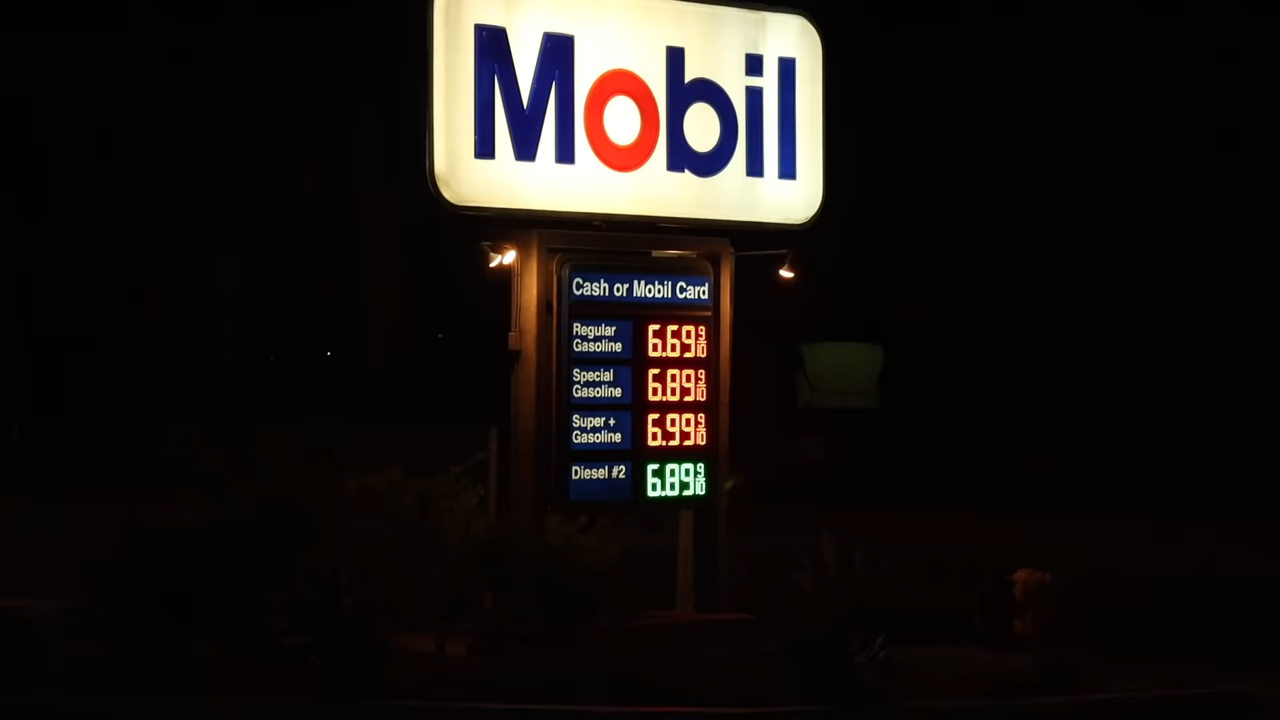 Mobil
Cash or Mobil Card
Regular
Gasoline
6.69 9/10
Special
Gasoline
6.89 9/10
Super +
Gasoline
6.99 9/10
Diesel #2
6.89 9/10